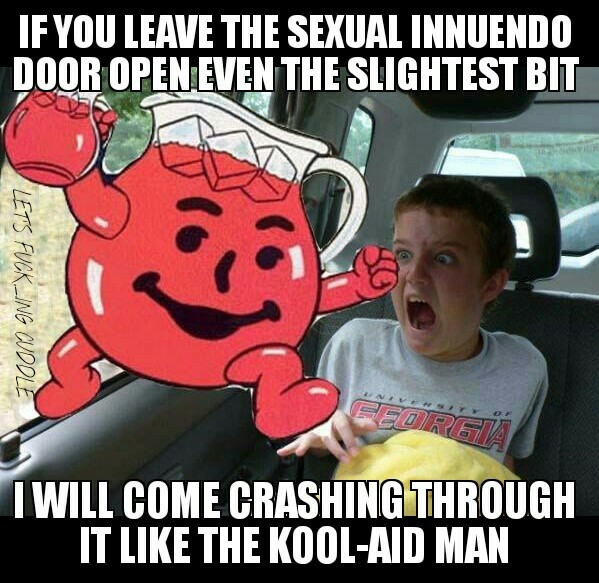 IF YOU LEAVE THE SEXUAL INNUENDO
DOOR OPEN EVEN THE SLIGHTEST BIT
LETS FUCK_ING CUDDLE
UNIVERSITY OF
GEORGIA
I WILL COME CRASHING THROUGH
IT LIKE THE KOOL-AID MAN